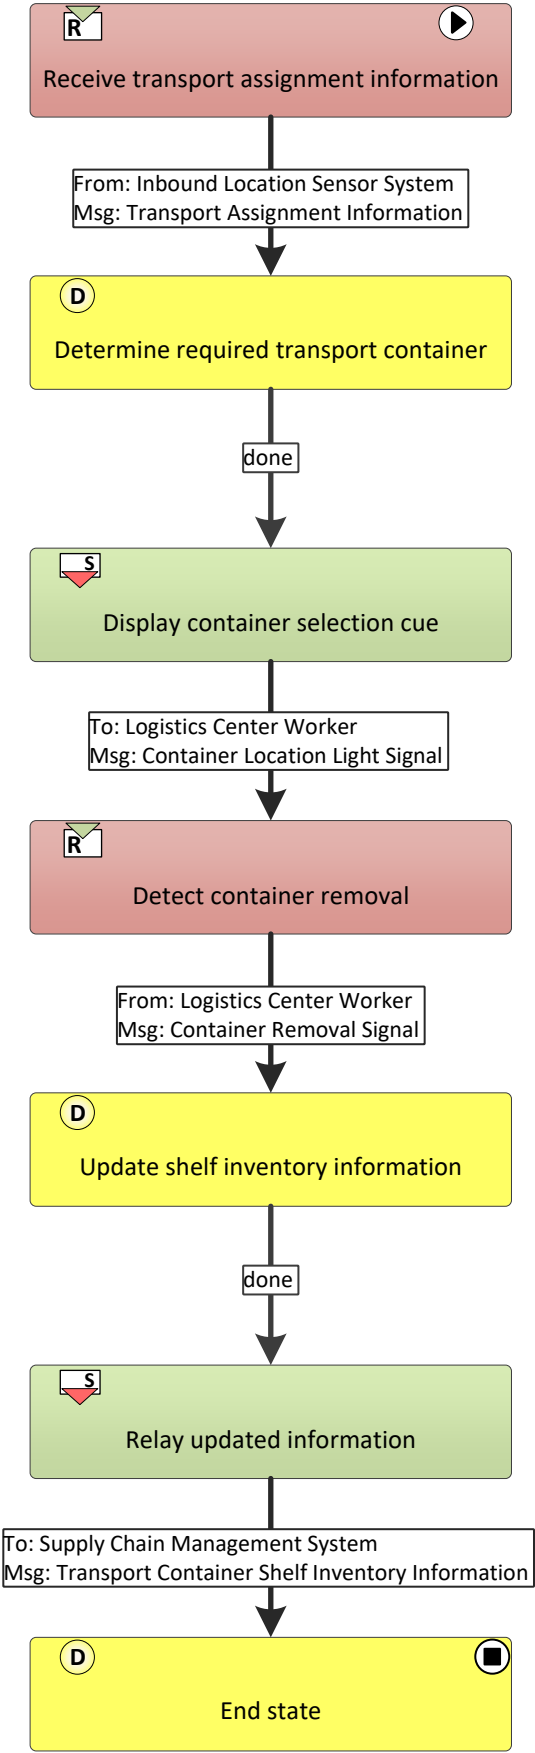 R
Receive transport assignment information
From: Inbound Location Sensor System
Msg: Transport Assignment Information
D
Determine required transport container
done
S
Display container selection cue
To: Logistics Center Worker
Msg: Container Location Light Signal
R
Detect container removal
From: Logistics Center Worker
Msg: Container Removal Signal
D
Update shelf inventory information
done
S
Relay updated information
To: Supply Chain Management System
Msg: Transport Container Shelf Inventory Information
D
End state